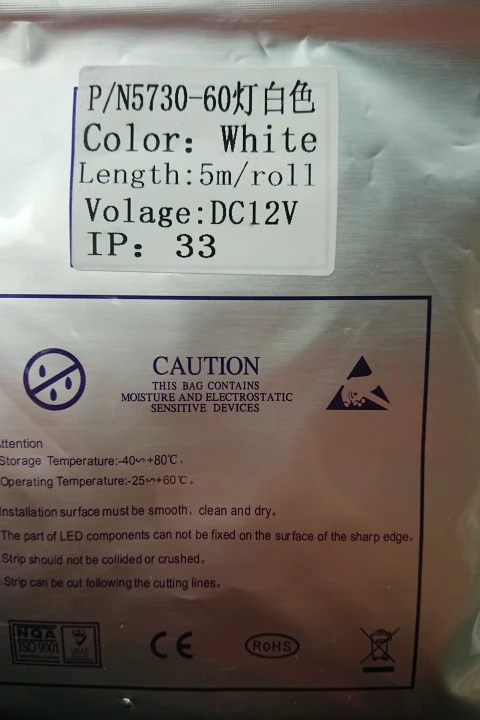 P/N5730-60灯白色
Color: White
Length:5m/roll
Volage:DC12V
IP: 33
CAUTION
THIS BAG CONTAINS
MOISTURE AND ELECTROSTATIC
SENSITIVE DEVICES
ttention
Storage Temperature:-40~+80℃.
Operating Temperature:-25~+60℃.
Installation surface must be smooth, clean and dry.
The part of LED components can not be fixed on the surface of the sharp edge.
.Strip should not be collided or crushed.
.Strip can be cut following the cutting lines.
NQA
ISO 9001
CE
RoHS